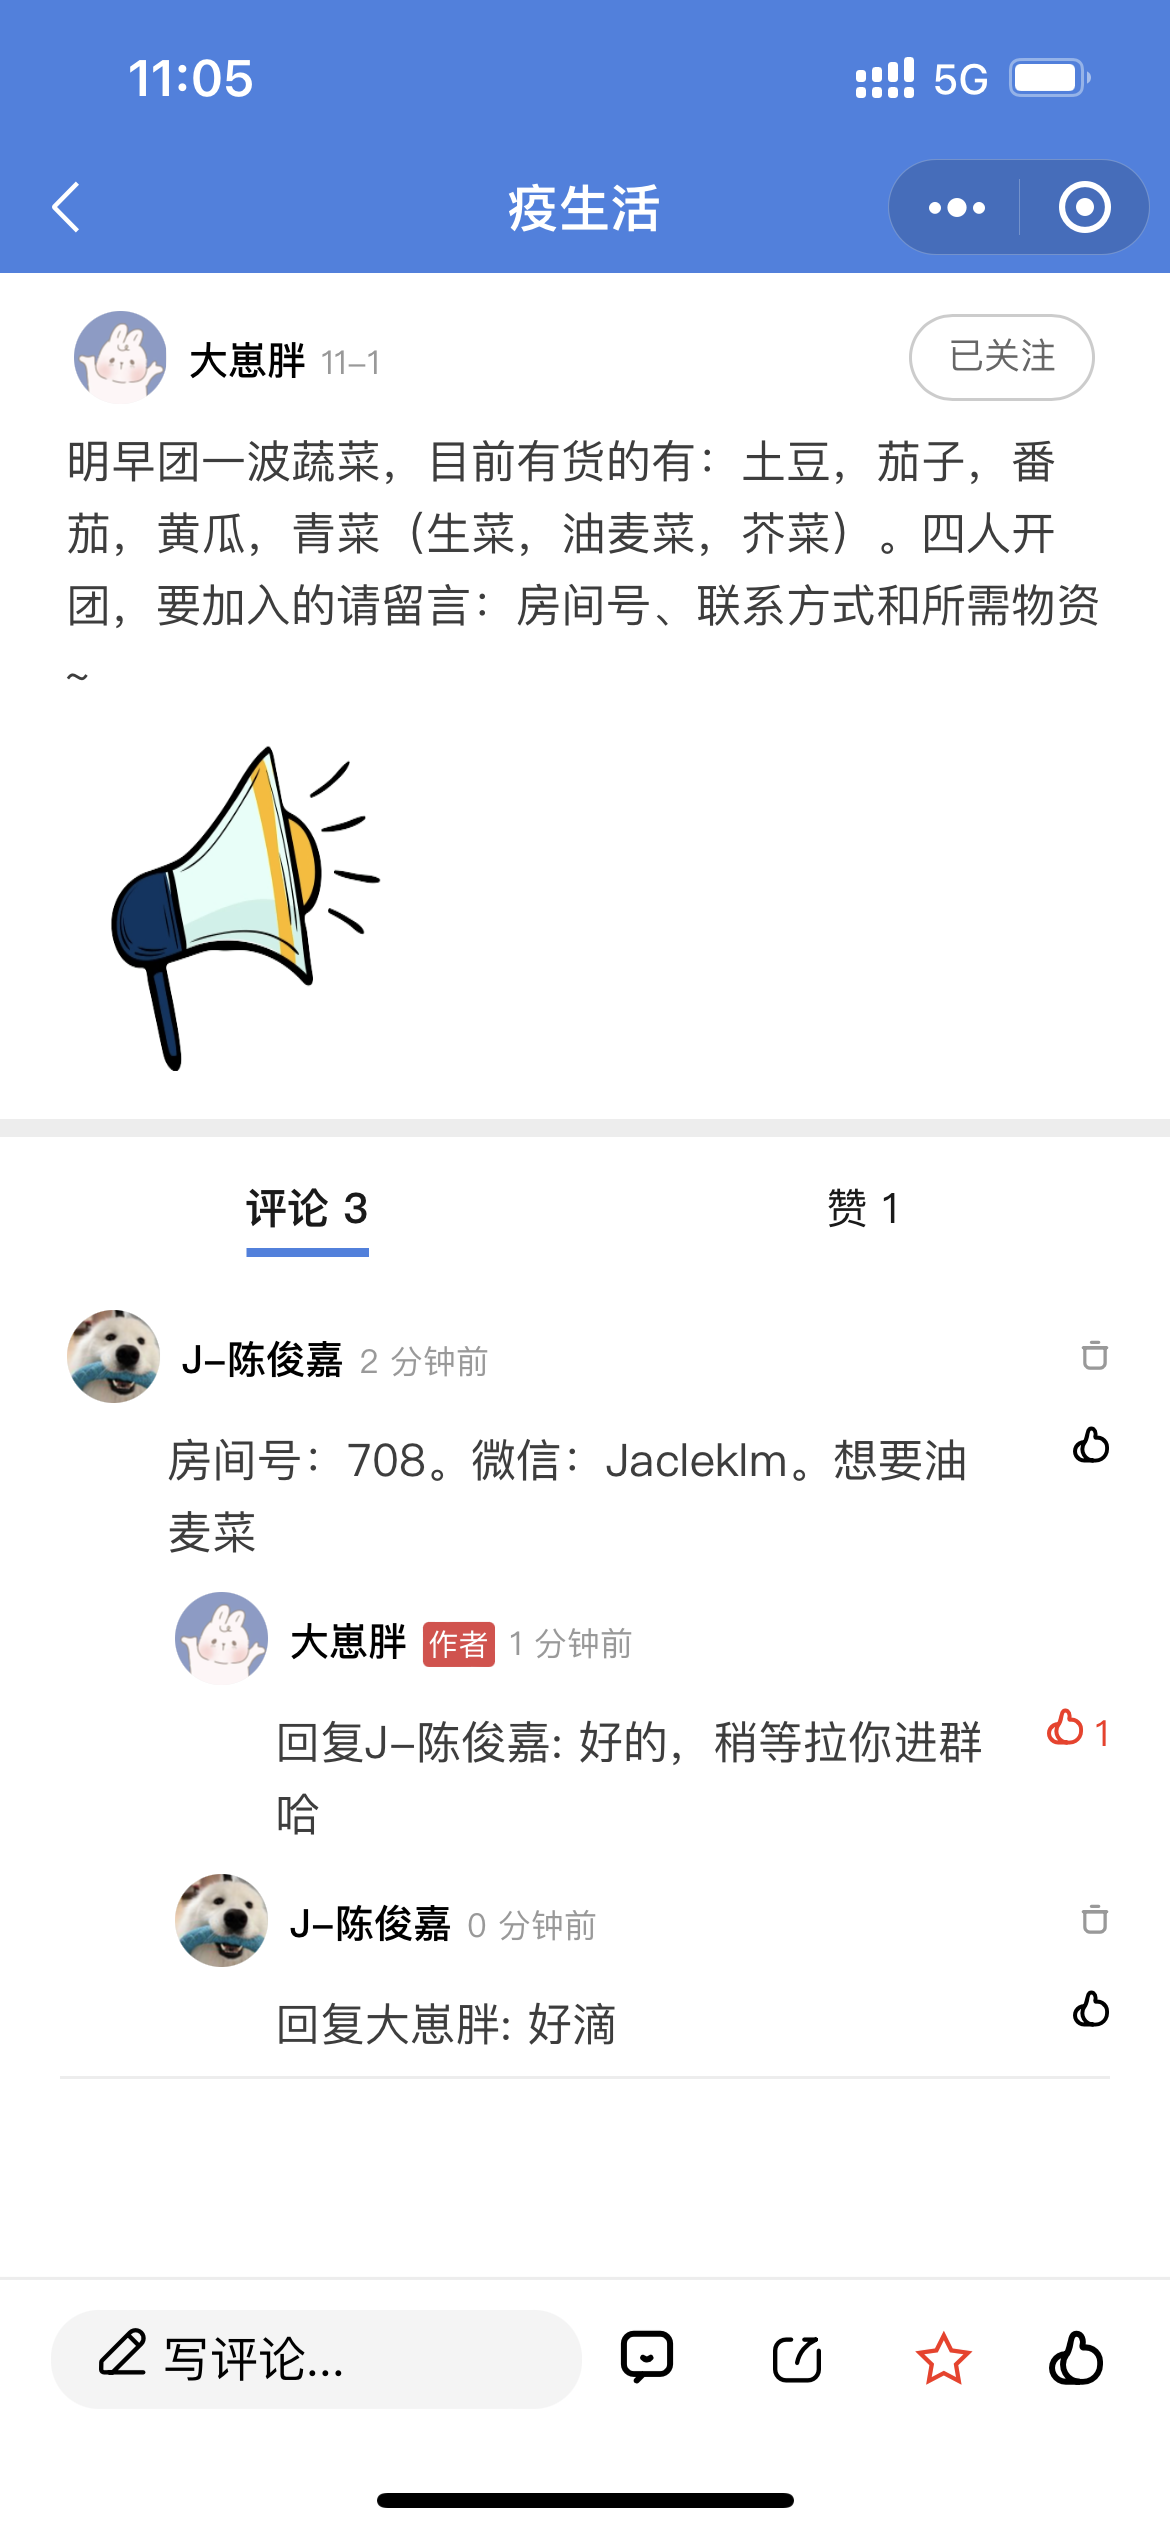 11:05
5G
疫生活
大崽胖 11-1
已关注
明早团一波蔬菜，目前有货的有：土豆，茄子，番
茄，黄瓜，青菜（生菜，油麦菜，芥菜）。四人开
团，要加入的请留言：房间号、联系方式和所需物资
~
评论 3
赞 1
J-陈俊嘉 2 分钟前
房间号：708。微信：Jacleklm。想要油
麦菜
大崽胖 作者 1 分钟前
回复J-陈俊嘉: 好的，稍等拉你进群
哈
1
J-陈俊嘉 0 分钟前
回复大崽胖: 好滴
写评论...